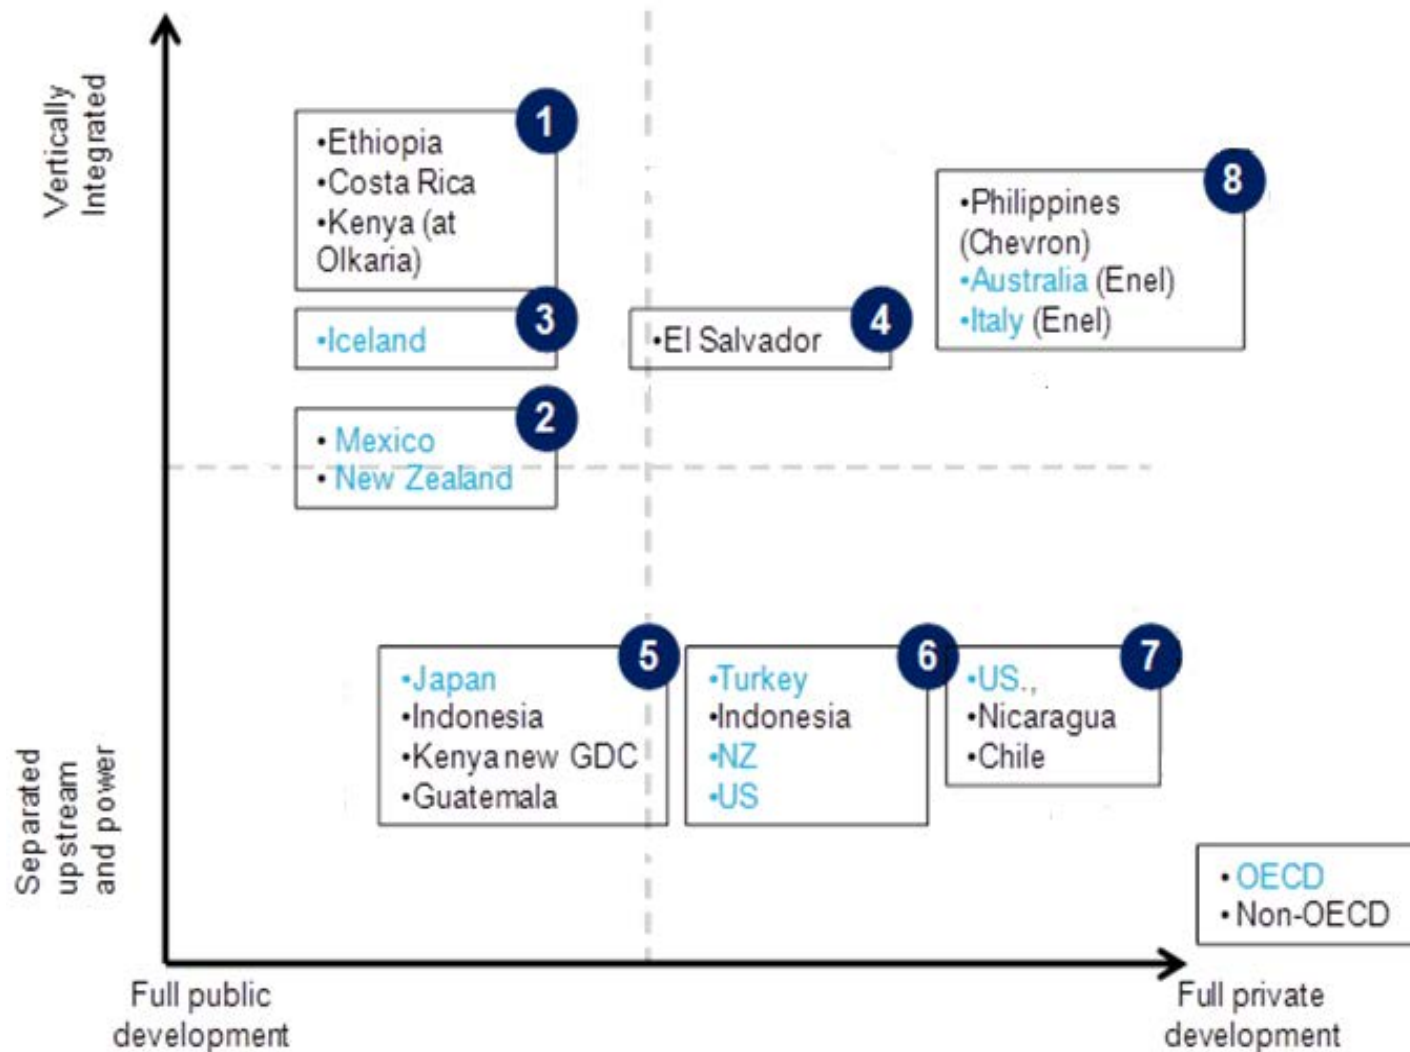 Vertically
Integrated
1
•Ethiopia
•Costa Rica
•Kenya (at
Olkaria)
8
•Philippines
(Chevron)
•Australia (Enel)
•Italy (Enel)
3
•Iceland
4
•El Salvador
2
• Mexico
• New Zealand
5
•Japan
•Indonesia
•Kenya new GDC
•Guatemala
6
•Turkey
•Indonesia
•NZ
•US
7
•US.,
•Nicaragua
•Chile
Separated
upstream
and power
• OECD
• Non-OECD
Full public
development
Full private
development